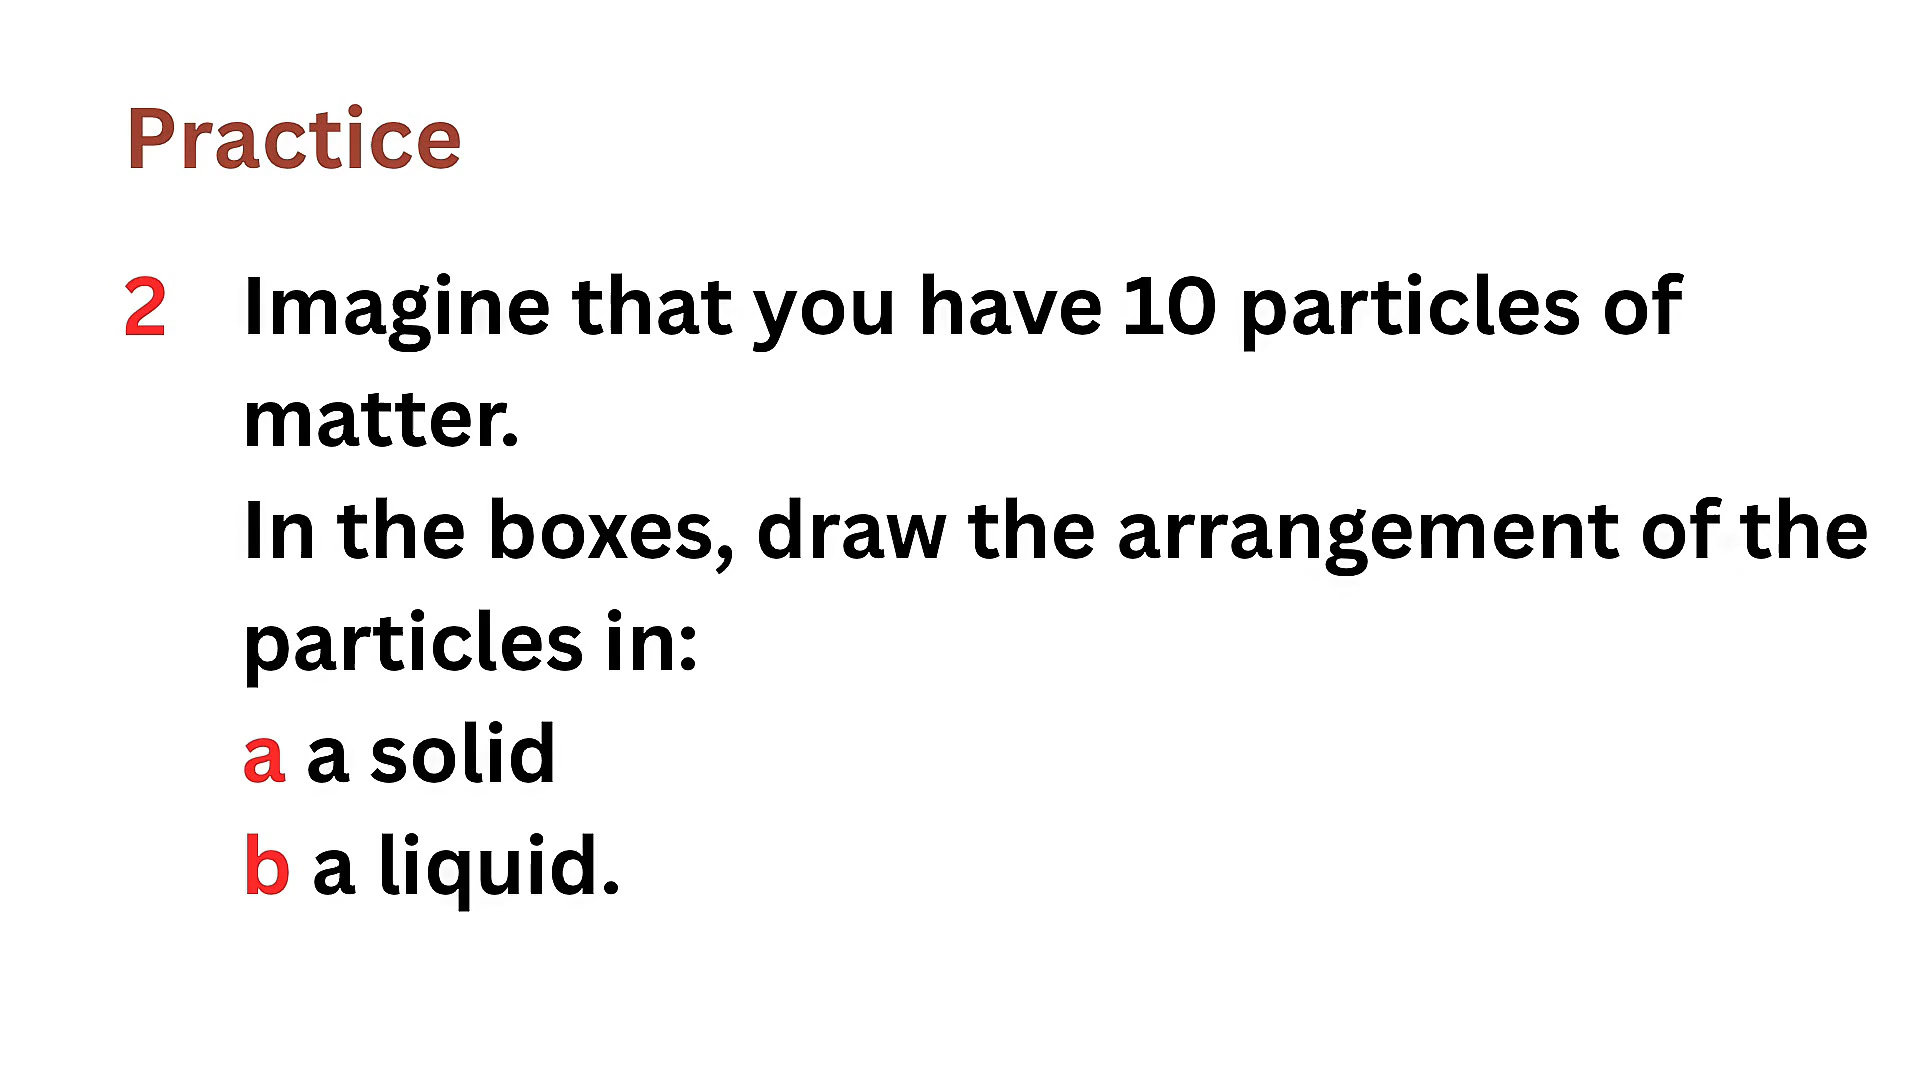 Practice
2 Imagine that you have 10 particles of
matter.
In the boxes, draw the arrangement of the
particles in:
a a solid
b a liquid.